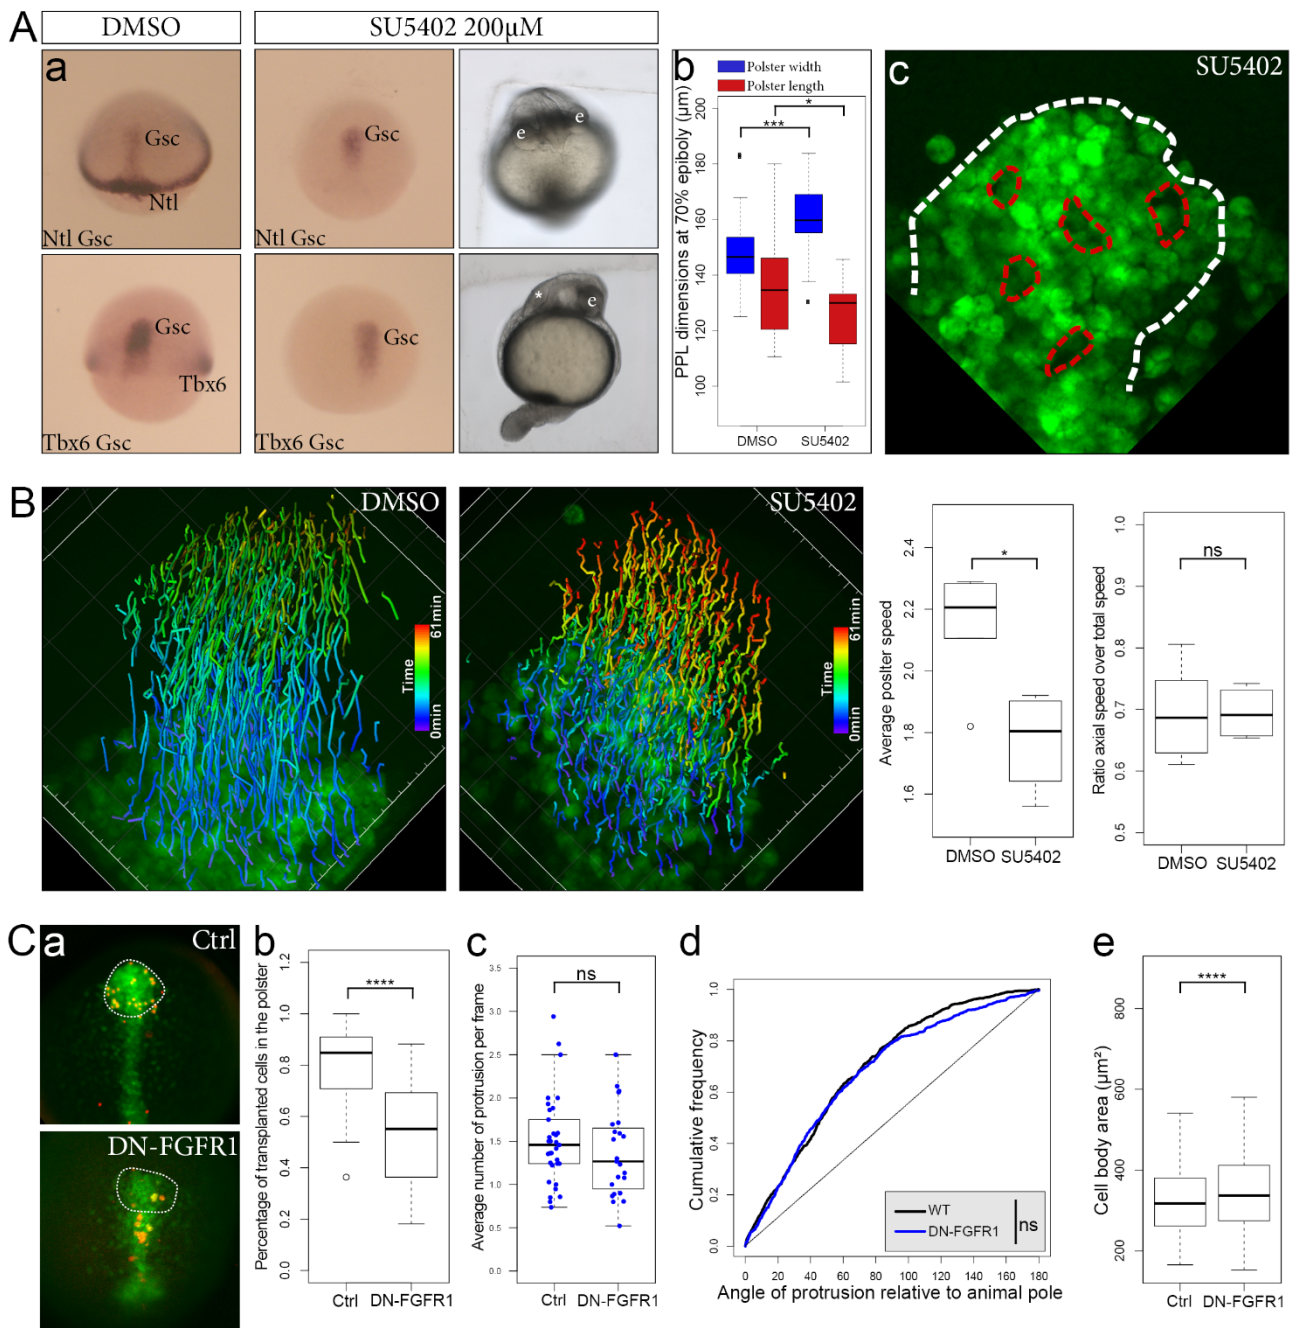 A
DMSO
SU5402 200µM
a
Gsc
Ntl
Ntl Gsc
Gsc
Ntl Gsc
e
e
Gsc
Tbx6
Tbx6 Gsc
Gsc
Tbx6 Gsc
*
e
b
Polster width
Polster length
PPL dimensions at 70% epiboly (µm)
200
180
160
140
120
100
***
*
DMSO
SU5402
c
SU5402
B
DMSO
Time
0min
61min
SU5402
Time
0min
61min
Average poslter speed
2.4
2.2
2.0
1.8
1.6
*
DMSO
SU5402
Ratio axial speed over total speed
1.0
0.9
0.8
0.7
0.6
0.5
ns
DMSO
SU5402
C
a
Ctrl
DN-FGFR1
b
Percentage of transplanted cells in the polster
1.2
1.0
0.8
0.6
0.4
0.2
0.0
****
Ctrl
DN-FGFR1
c
Average number of protrusion per frame
3.5
3.0
2.5
2.0
1.5
1.0
0.5
0.0
ns
Ctrl
DN-FGFR1
d
Cumulative frequency
1.0
0.8
0.6
0.4
0.2
0.0
WT
DN-FGFR1
ns
0
20
40
60
80
100
120
140
160
180
Angle of protrusion relative to animal pole
e
Cell body area (µm²)
800
600
400
200
****
Ctrl
DN-FGFR1